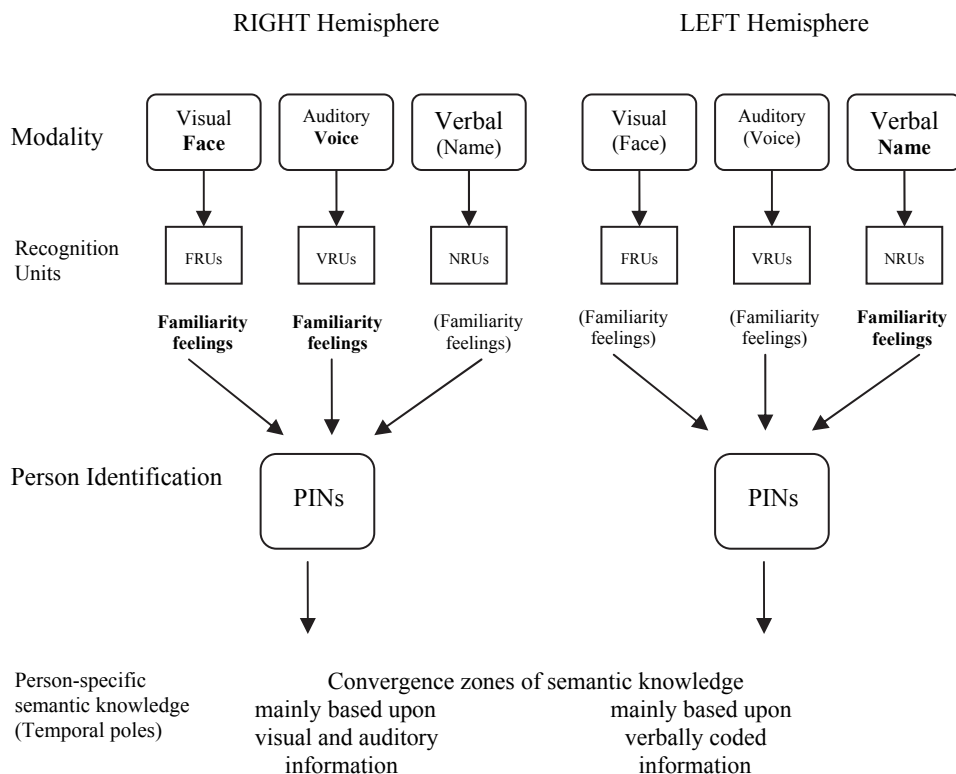 RIGHT Hemisphere
LEFT Hemisphere
Modality
Visual
Face
Auditory
Voice
Verbal
(Name)
Visual
(Face)
Auditory
(Voice)
Verbal
Name
Recognition
Units
FRUs
VRUs
NRUs
FRUs
VRUs
NRUs
Familiarity
feelings
Familiarity
feelings
(Familiarity
feelings)
(Familiarity
feelings)
(Familiarity
feelings)
Familiarity
feelings
Person Identification
PINs
PINs
Person-specific
semantic knowledge
(Temporal poles)
Convergence zones of semantic knowledge
mainly based upon
visual and auditory
information
mainly based upon
verbally coded
information